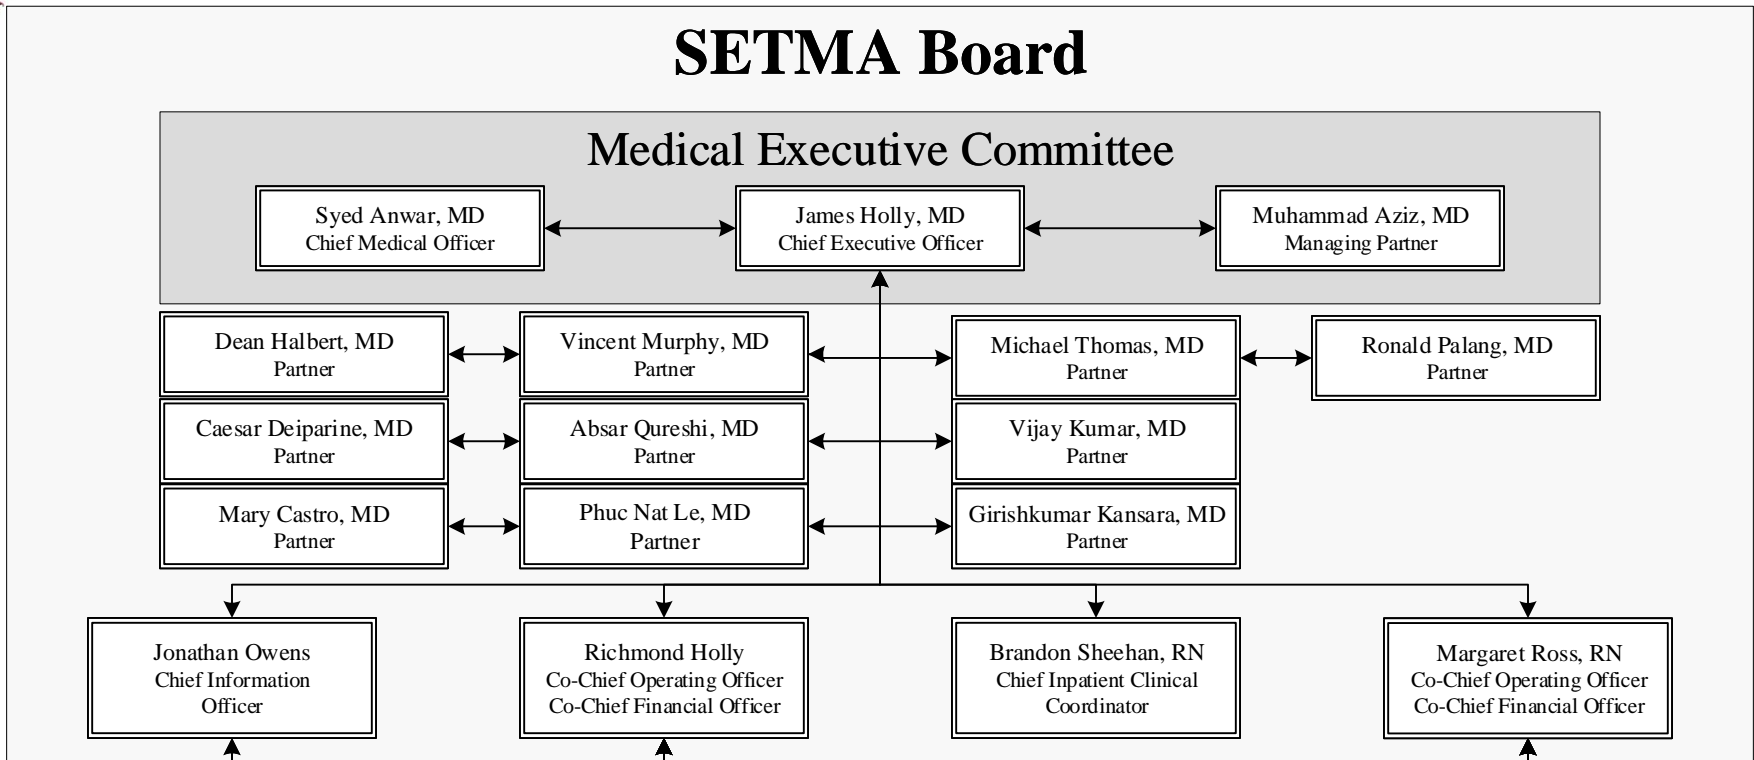 SETMA Board
Medical Executive Committee
Syed Anwar, MD
Chief Medical Officer
James Holly, MD
Chief Executive Officer
Muhammad Aziz, MD
Managing Partner
Dean Halbert, MD
Partner
Vincent Murphy, MD
Partner
Michael Thomas, MD
Partner
Ronald Palang, MD
Partner
Caesar Deiparine, MD
Partner
Absar Qureshi, MD
Partner
Vijay Kumar, MD
Partner
Mary Castro, MD
Partner
Phuc Nat Le, MD
Partner
Girishkumar Kansara, MD
Partner
Jonathan Owens
Chief Information
Officer
Richmond Holly
Co-Chief Operating Officer
Co-Chief Financial Officer
Brandon Sheehan, RN
Chief Inpatient Clinical
Coordinator
Margaret Ross, RN
Co-Chief Operating Officer
Co-Chief Financial Officer